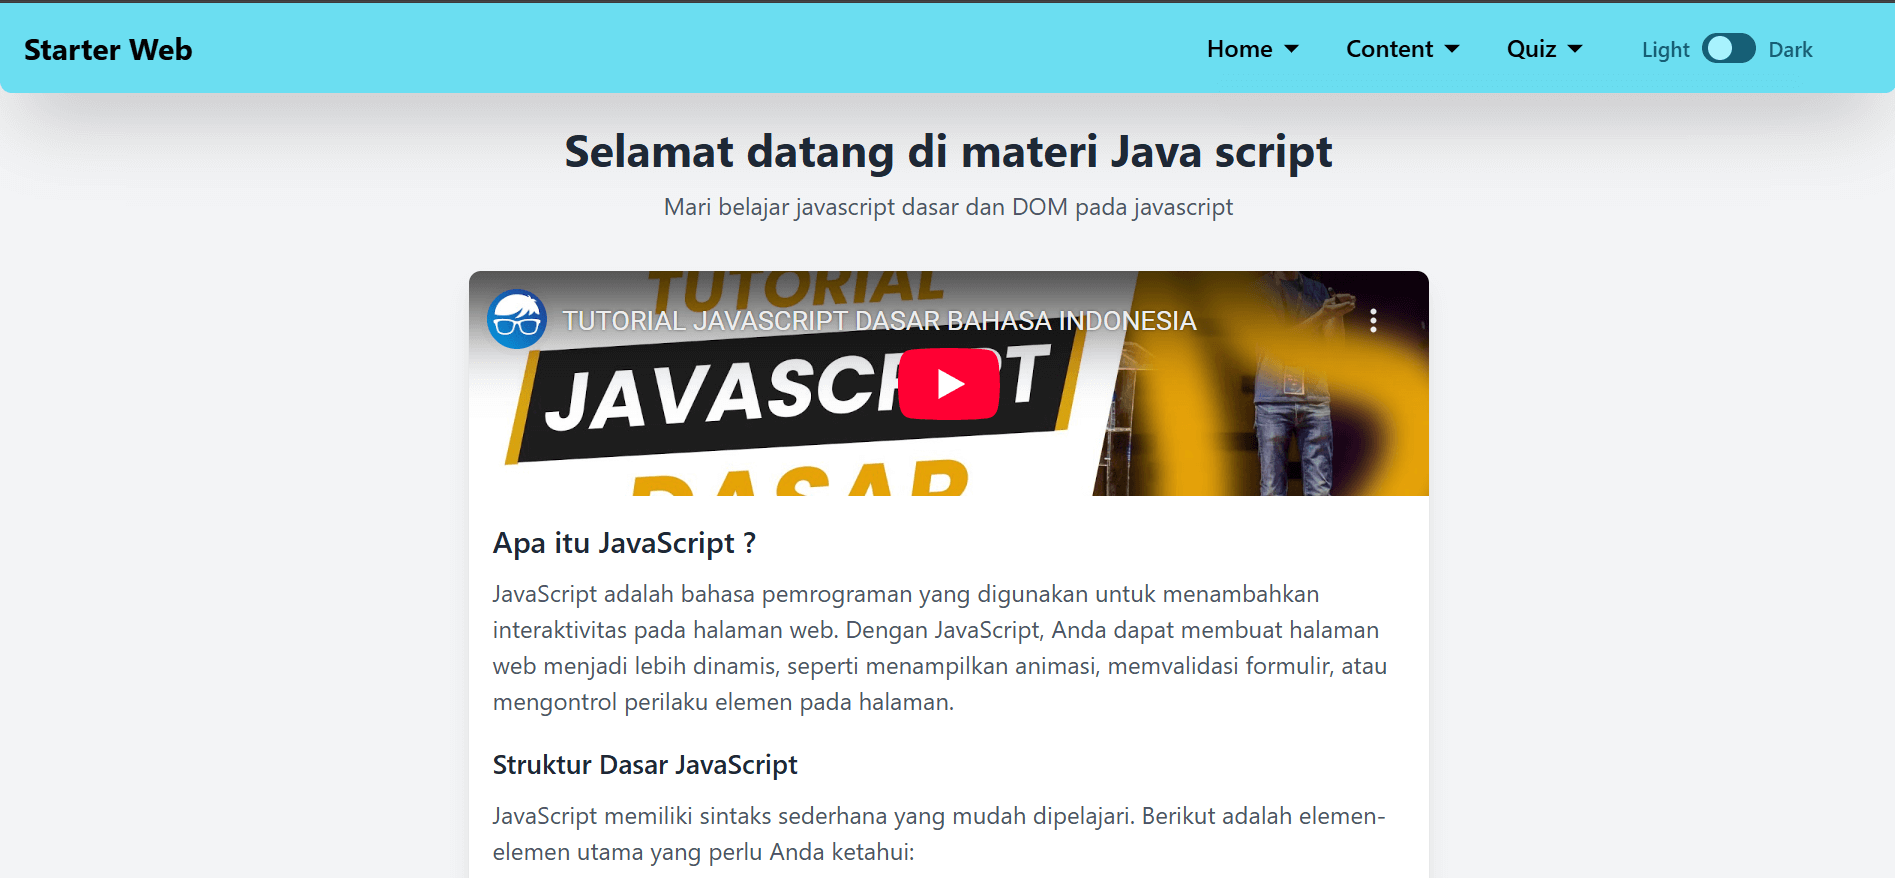 Starter Web
Home
Content
Quiz
Light
Dark
Selamat datang di materi Java script
Mari belajar javascript dasar dan DOM pada javascript
TUTORIAL
TUTORIAL JAVASCRIPT DASAR BAHASA INDONESIA
JAVASCRIPT
DASAR
Apa itu JavaScript ?
JavaScript adalah bahasa pemrograman yang digunakan untuk menambahkan
interaktivitas pada halaman web. Dengan JavaScript, Anda dapat membuat halaman
web menjadi lebih dinamis, seperti menampilkan animasi, memvalidasi formulir, atau
mengontrol perilaku elemen pada halaman.
Struktur Dasar JavaScript
JavaScript memiliki sintaks sederhana yang mudah dipelajari. Berikut adalah elemen-
elemen utama yang perlu Anda ketahui: